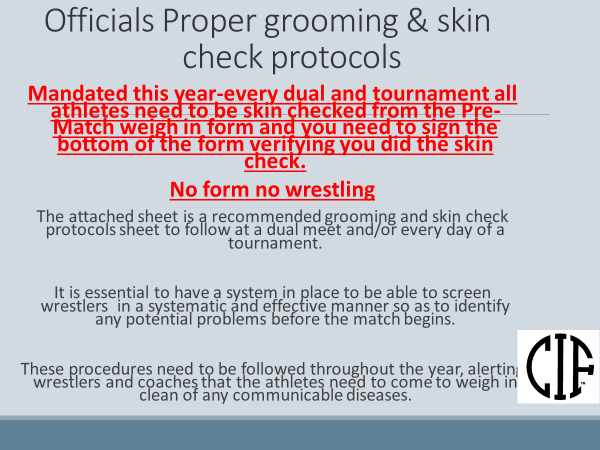 Officials Proper grooming & skin
check protocols
Mandated this year-every dual and tournament all
athletes need to be skin checked from the Pre-
Match weigh in form and you need to sign the
bottom of the form verifying you did the skin
check.
No form no wrestling
The attached sheet is a recommended grooming and skin check
protocols sheet to follow at a dual meet and/or every day of a
tournament.
It is essential to have a system in place to be able to screen
wrestlers in a systematic and effective manner so as to identify
any potential problems before the match begins.
These procedures need to be followed throughout the year, alerting
wrestlers and coaches that the athletes need to come to weigh in
clean of any communicable diseases.
CIF